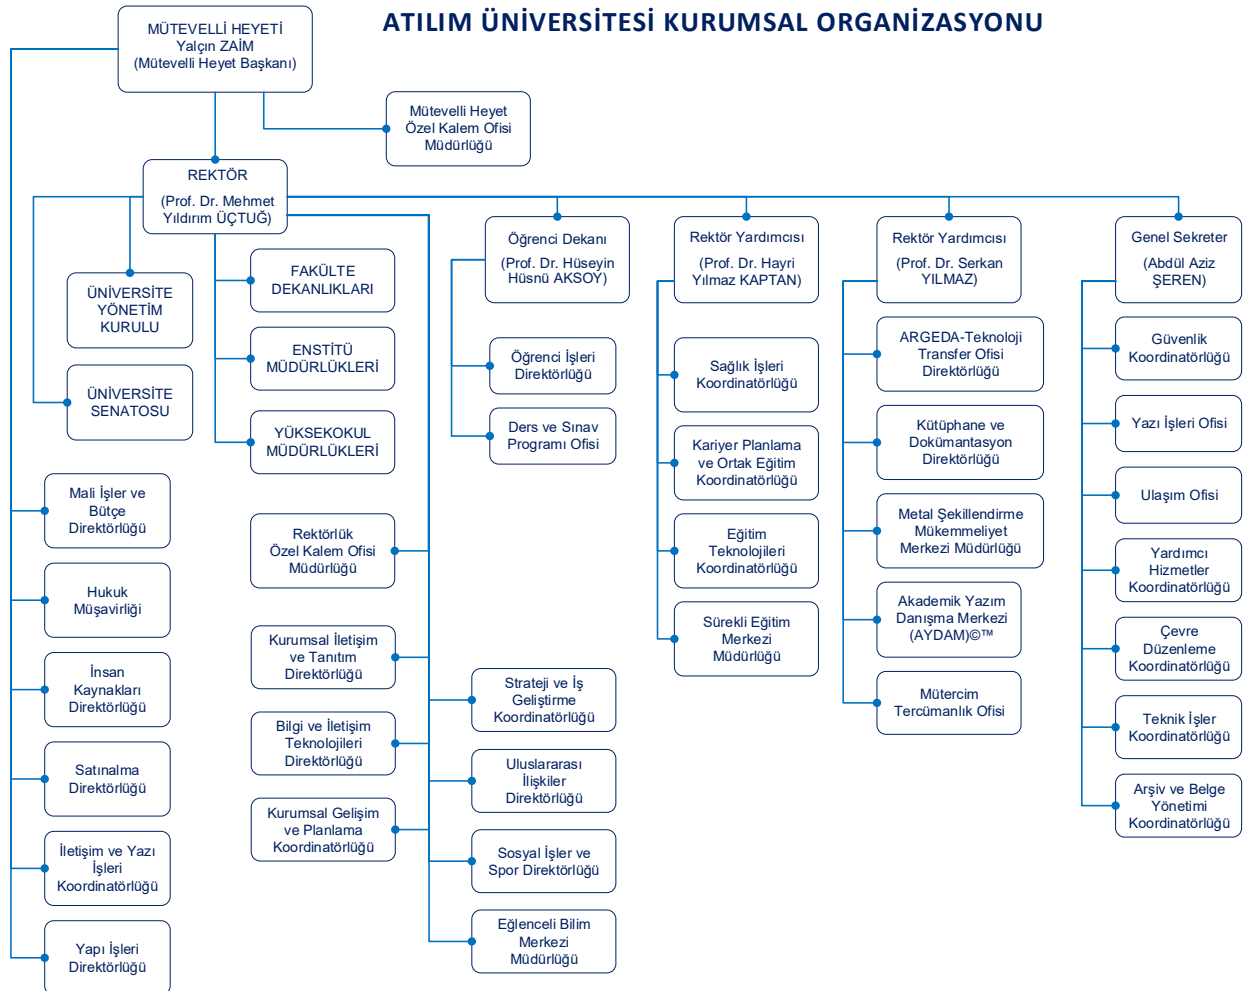 ATILIM ÜNİVERSİTESİ KURUMSAL ORGANİZASYONU
MÜTEVELLİ HEYETİ
Yalçın ZAİM
(Mütevelli Heyet Başkanı)
Mütevelli Heyet
Özel Kalem Ofisi
Müdürlüğü
REKTÖR
(Prof. Dr. Mehmet
Yıldırım ÜÇTUĞ)
ÜNİVERSİTE
YÖNETİM
KURULU
ÜNİVERSİTE
SENATOSU
FAKÜLTE
DEKANLIKLARI
ENSTİTÜ
MÜDÜRLÜKLERİ
YÜKSEKOKUL
MÜDÜRLÜKLERİ
Öğrenci Dekanı
(Prof. Dr. Hüseyin
Hüsnü AKSOY)
Öğrenci İşleri
Direktörlüğü
Ders ve Sınav
Programı Ofisi
Rektör Yardımcısı
(Prof. Dr. Hayri
Yılmaz KAPTAN)
Sağlık İşleri
Koordinatörlüğü
Kariyer Planlama
ve Ortak Eğitim
Koordinatörlüğü
Eğitim
Teknolojileri
Koordinatörlüğü
Sürekli Eğitim
Merkezi
Müdürlüğü
Rektör Yardımcısı
(Prof. Dr. Serkan
YILMAZ)
ARGEDA-Teknoloji
Transfer Ofisi
Direktörlüğü
Kütüphane ve
Dokümantasyon
Direktörlüğü
Metal Şekillendirme
Mükemmeliyet
Merkezi Müdürlüğü
Akademik Yazım
Danışma Merkezi
(AYDAM)©™
Mütercim
Tercümanlık Ofisi
Genel Sekreter
(Abdül Aziz
ŞEREN)
Güvenlik
Koordinatörlüğü
Yazı İşleri Ofisi
Ulaşım Ofisi
Yardımcı
Hizmetler
Koordinatörlüğü
Çevre
Düzenleme
Koordinatörlüğü
Teknik İşler
Koordinatörlüğü
Arşiv ve Belge
Yönetimi
Koordinatörlüğü
Mali İşler ve
Bütçe
Direktörlüğü
Hukuk
Müşavirliği
İnsan
Kaynakları
Direktörlüğü
Satınalma
Direktörlüğü
İletişim ve Yazı
İşleri
Koordinatörlüğü
Yapı İşleri
Direktörlüğü
Rektörlük
Özel Kalem Ofisi
Müdürlüğü
Kurumsal İletişim
ve Tanıtım
Direktörlüğü
Bilgi ve İletişim
Teknolojileri
Direktörlüğü
Kurumsal Gelişim
ve Planlama
Koordinatörlüğü
Strateji ve İş
Geliştirme
Koordinatörlüğü
Uluslararası
İlişkiler
Direktörlüğü
Sosyal İşler ve
Spor Direktörlüğü
Eğlenceli Bilim
Merkezi
Müdürlüğü